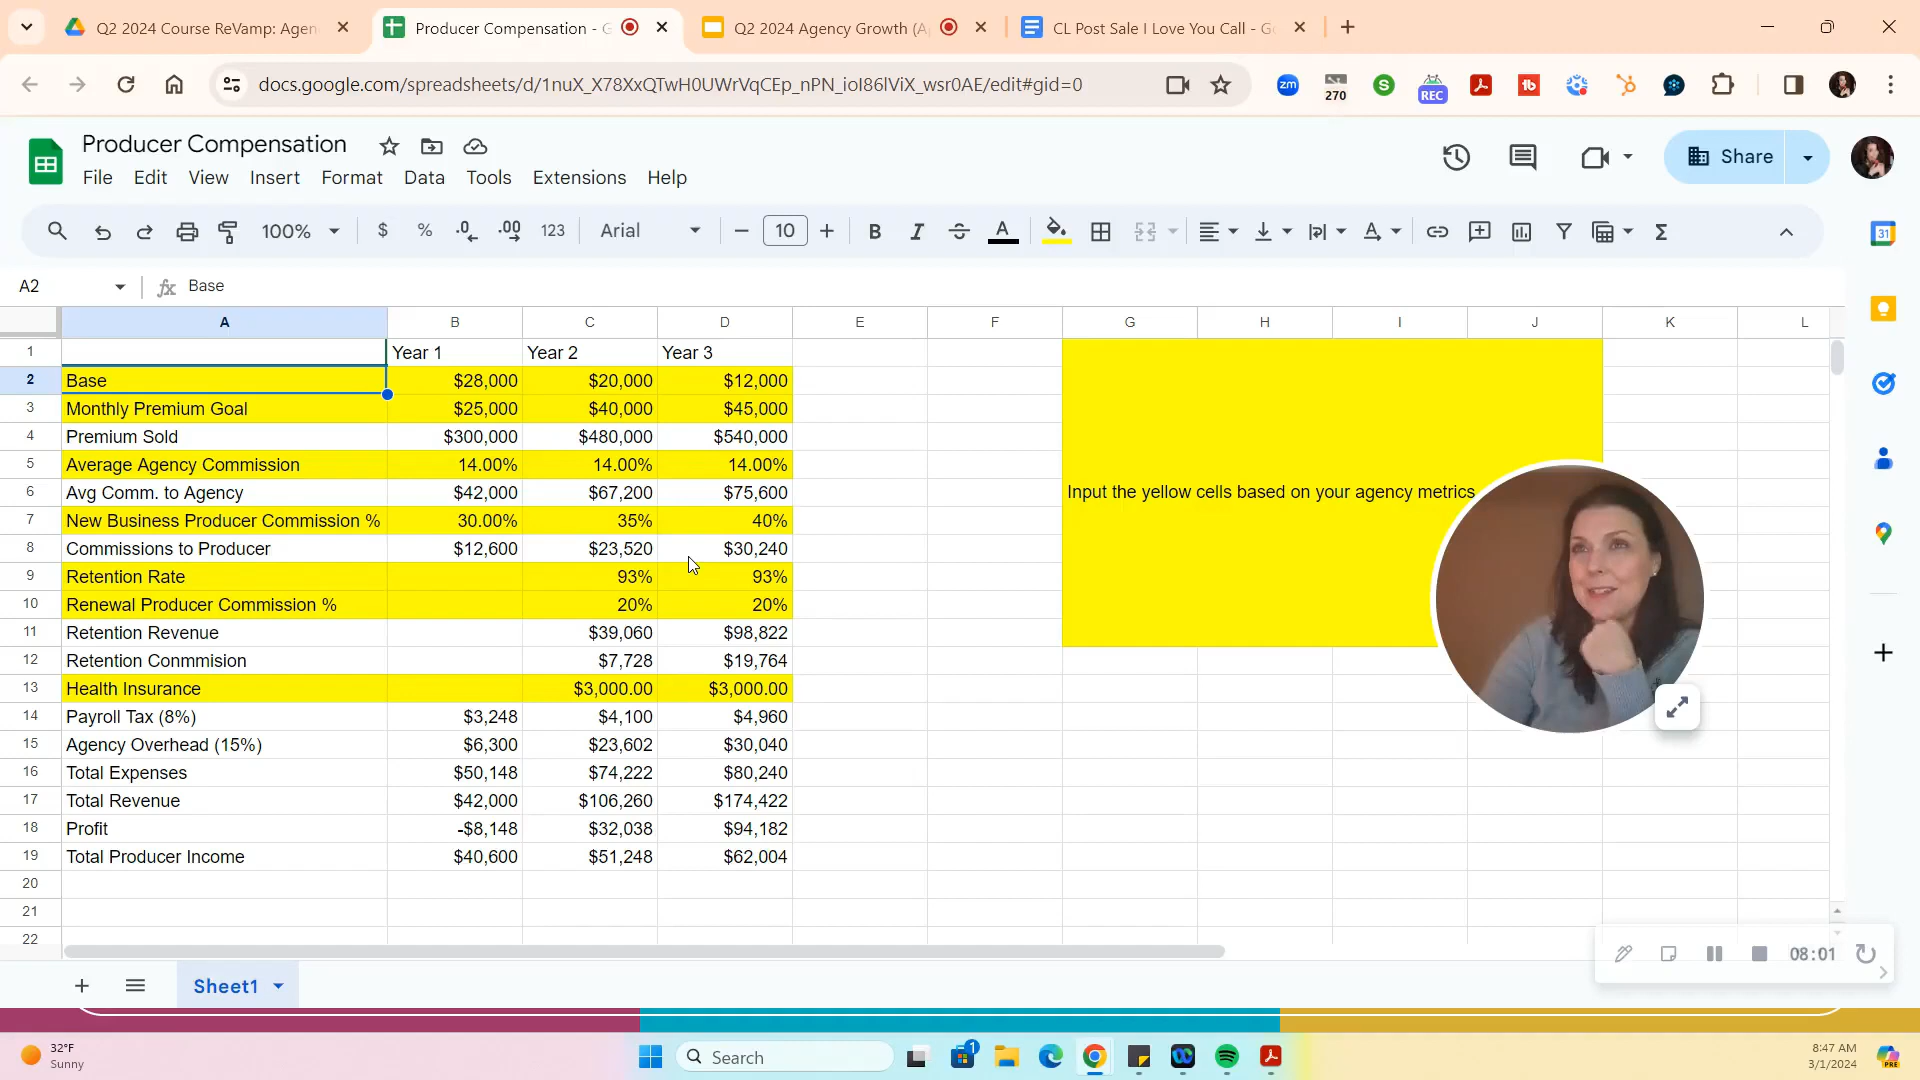 Q2 2024 Course ReVamp: Agen
Producer Compensation - G
Q2 2024 Agency Growth (A
CL Post Sale I Love You Call - Go
docs.google.com/spreadsheets/d/1nuX_X78XxQTwH0UWrVqCEp_nPN_ioI86lViX_wsr0AE/edit#gid=0
zm
270
S
REC
tb
Producer Compensation
Share
File Edit View Insert Format Data Tools Extensions Help
100% $ % .0 .00 123 Arial 10 B I S A
31
A2 fx Base
A B C D E F G H I J K L
1 Year 1 Year 2 Year 3
2 Base $28,000 $20,000 $12,000
3 Monthly Premium Goal $25,000 $40,000 $45,000
4 Premium Sold $300,000 $480,000 $540,000
5 Average Agency Commission 14.00% 14.00% 14.00%
6 Avg Comm. to Agency $42,000 $67,200 $75,600
Input the yellow cells based on your agency metrics
7 New Business Producer Commission % 30.00% 35% 40%
8 Commissions to Producer $12,600 $23,520 $30,240
9 Retention Rate 93% 93%
10 Renewal Producer Commission % 20% 20%
11 Retention Revenue $39,060 $98,822
12 Retention Conmmision $7,728 $19,764
13 Health Insurance $3,000.00 $3,000.00
14 Payroll Tax (8%) $3,248 $4,100 $4,960
15 Agency Overhead (15%) $6,300 $23,602 $30,040
16 Total Expenses $50,148 $74,222 $80,240
17 Total Revenue $42,000 $106,260 $174,422
18 Profit -$8,148 $32,038 $94,182
19 Total Producer Income $40,600 $51,248 $62,004
20
21
22
08:01
Sheet1
32°F
Sunny
Search
1
8:47 AM
3/1/2024
PRE